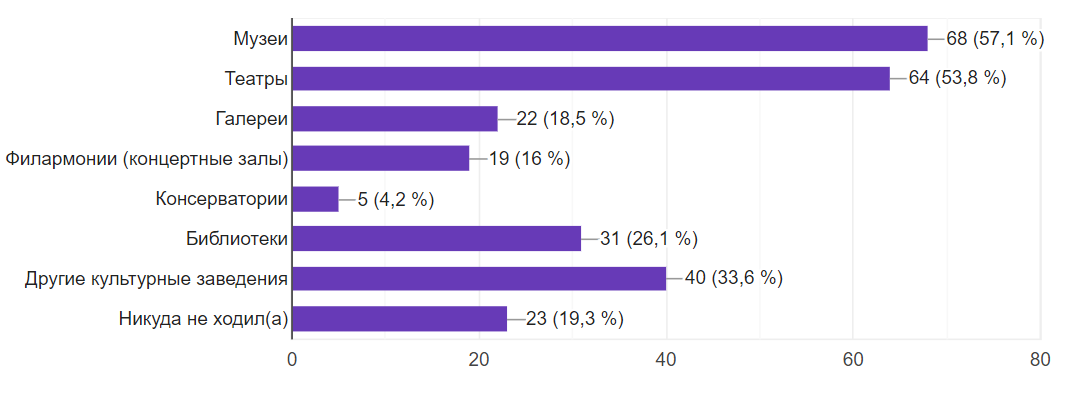 Музеи 68 (57,1 %)
Театры 64 (53,8 %)
Галереи 22 (18,5 %)
Филармонии (концертные залы) 19 (16 %)
Консерватории 5 (4,2 %)
Библиотеки 31 (26,1 %)
Другие культурные заведения 40 (33,6 %)
Никуда не ходил(а) 23 (19,3 %)
0 20 40 60 80